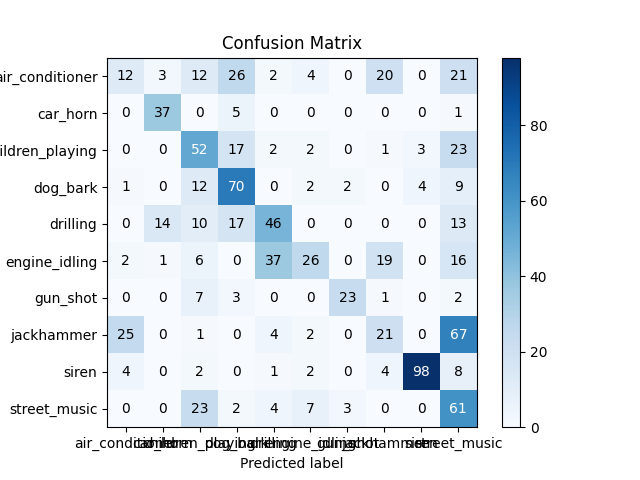 Confusion Matrix
air_conditioner 12 3 12 26 2 4 0 20 0 21
car_horn 0 37 0 5 0 0 0 0 0 1
ildren_playing 0 0 52 17 2 2 0 1 3 23
dog_bark 1 0 12 70 0 2 2 0 4 9
drilling 0 14 10 17 46 0 0 0 0 13
engine_idling 2 1 6 0 37 26 0 19 0 16
gun_shot 0 0 7 3 0 0 23 1 0 2
jackhammer 25 0 1 0 4 2 0 21 0 67
siren 4 0 2 0 1 2 0 4 98 8
street_music 0 0 23 2 4 7 3 0 0 61
street_music
Predicted label
80
60
40
20
0